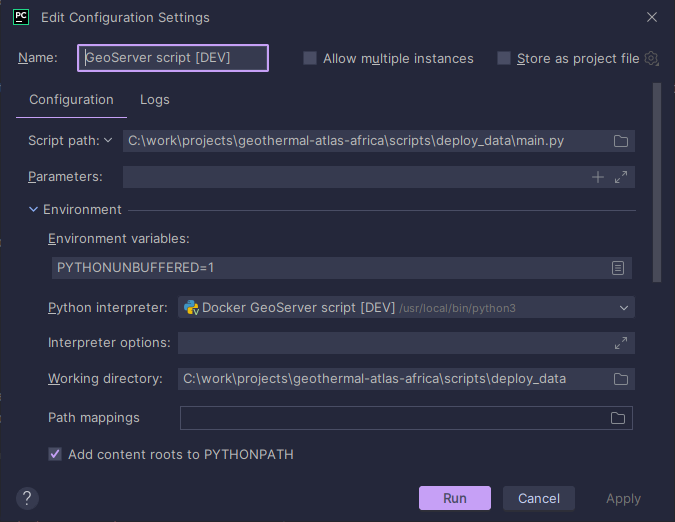 PC Edit Configuration Settings
Name: GeoServer script [DEV] Allow multiple instances Store as project file
Configuration Logs
Script path: C:\work\projects\geothermal-atlas-africa\scripts\deploy_data\main.py
Parameters:
Environment
Environment variables:
PYTHONUNBUFFERED=1
Python interpreter: Docker GeoServer script [DEV] /usr/local/bin/python3
Interpreter options:
Working directory: C:\work\projects\geothermal-atlas-africa\scripts\deploy_data
Path mappings
Add content roots to PYTHONPATH
? Run Cancel Apply